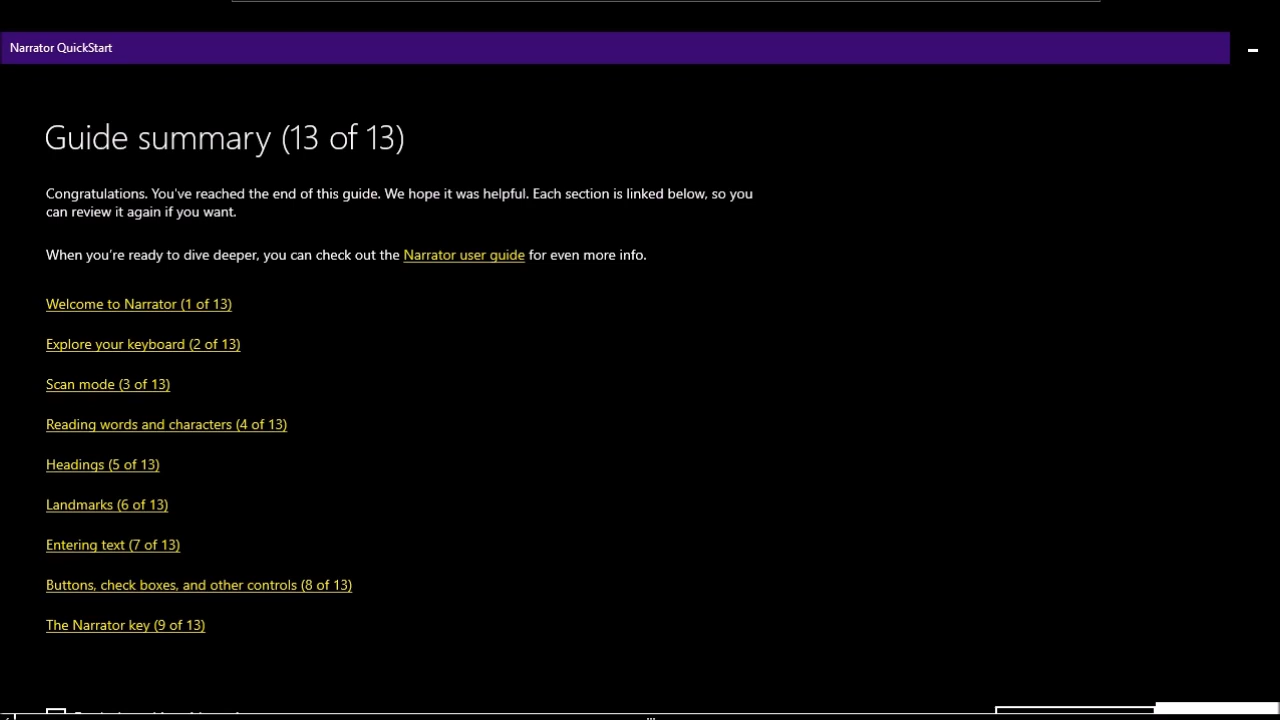 Narrator QuickStart
Guide summary (13 of 13)
Congratulations. You've reached the end of this guide. We hope it was helpful. Each section is linked below, so you
can review it again if you want.
When you're ready to dive deeper, you can check out the Narrator user guide for even more info.
Welcome to Narrator (1 of 13)
Explore your keyboard (2 of 13)
Scan mode (3 of 13)
Reading words and characters (4 of 13)
Headings (5 of 13)
Landmarks (6 of 13)
Entering text (7 of 13)
Buttons, check boxes, and other controls (8 of 13)
The Narrator key (9 of 13)